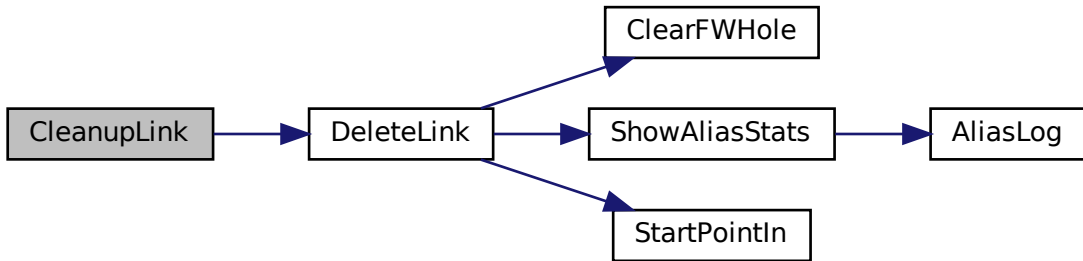 ClearFWHole
CleanupLink
DeleteLink
ShowAliasStats
AliasLog
StartPointIn